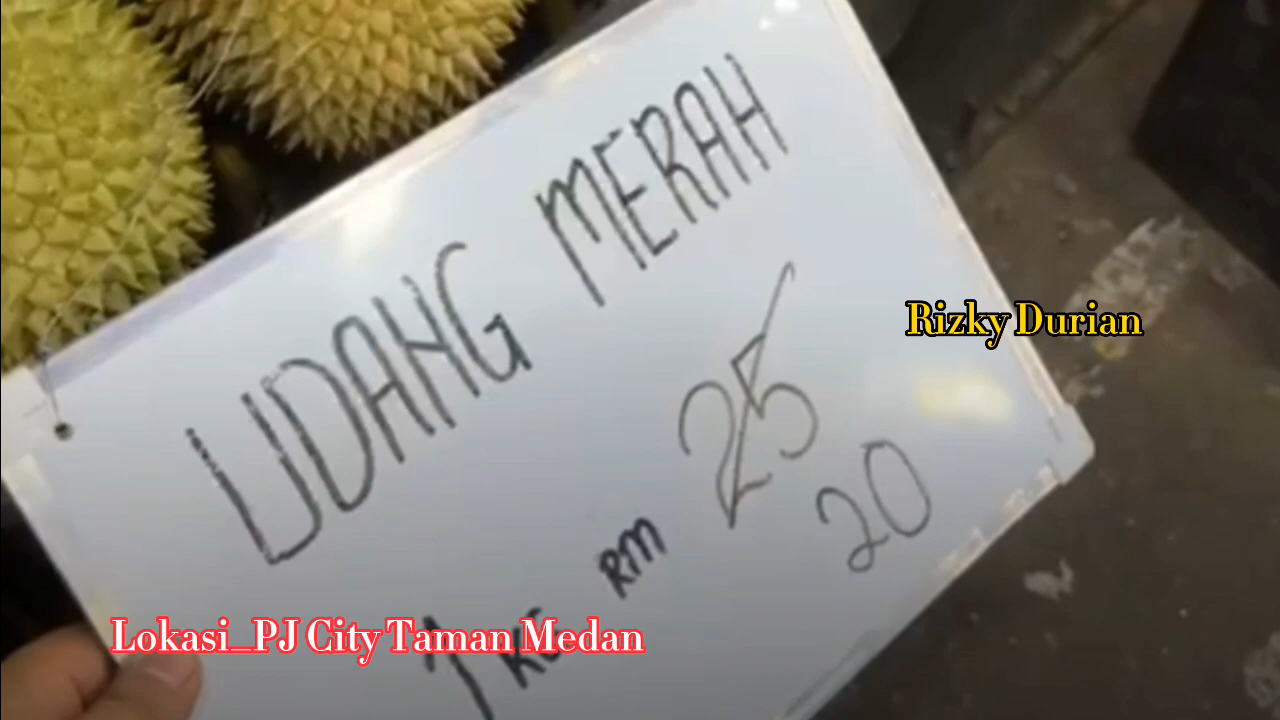 UDANG MERAH
25
20
1 KG RM
Rizky Durian
Lokasi_PJ City Taman Medan